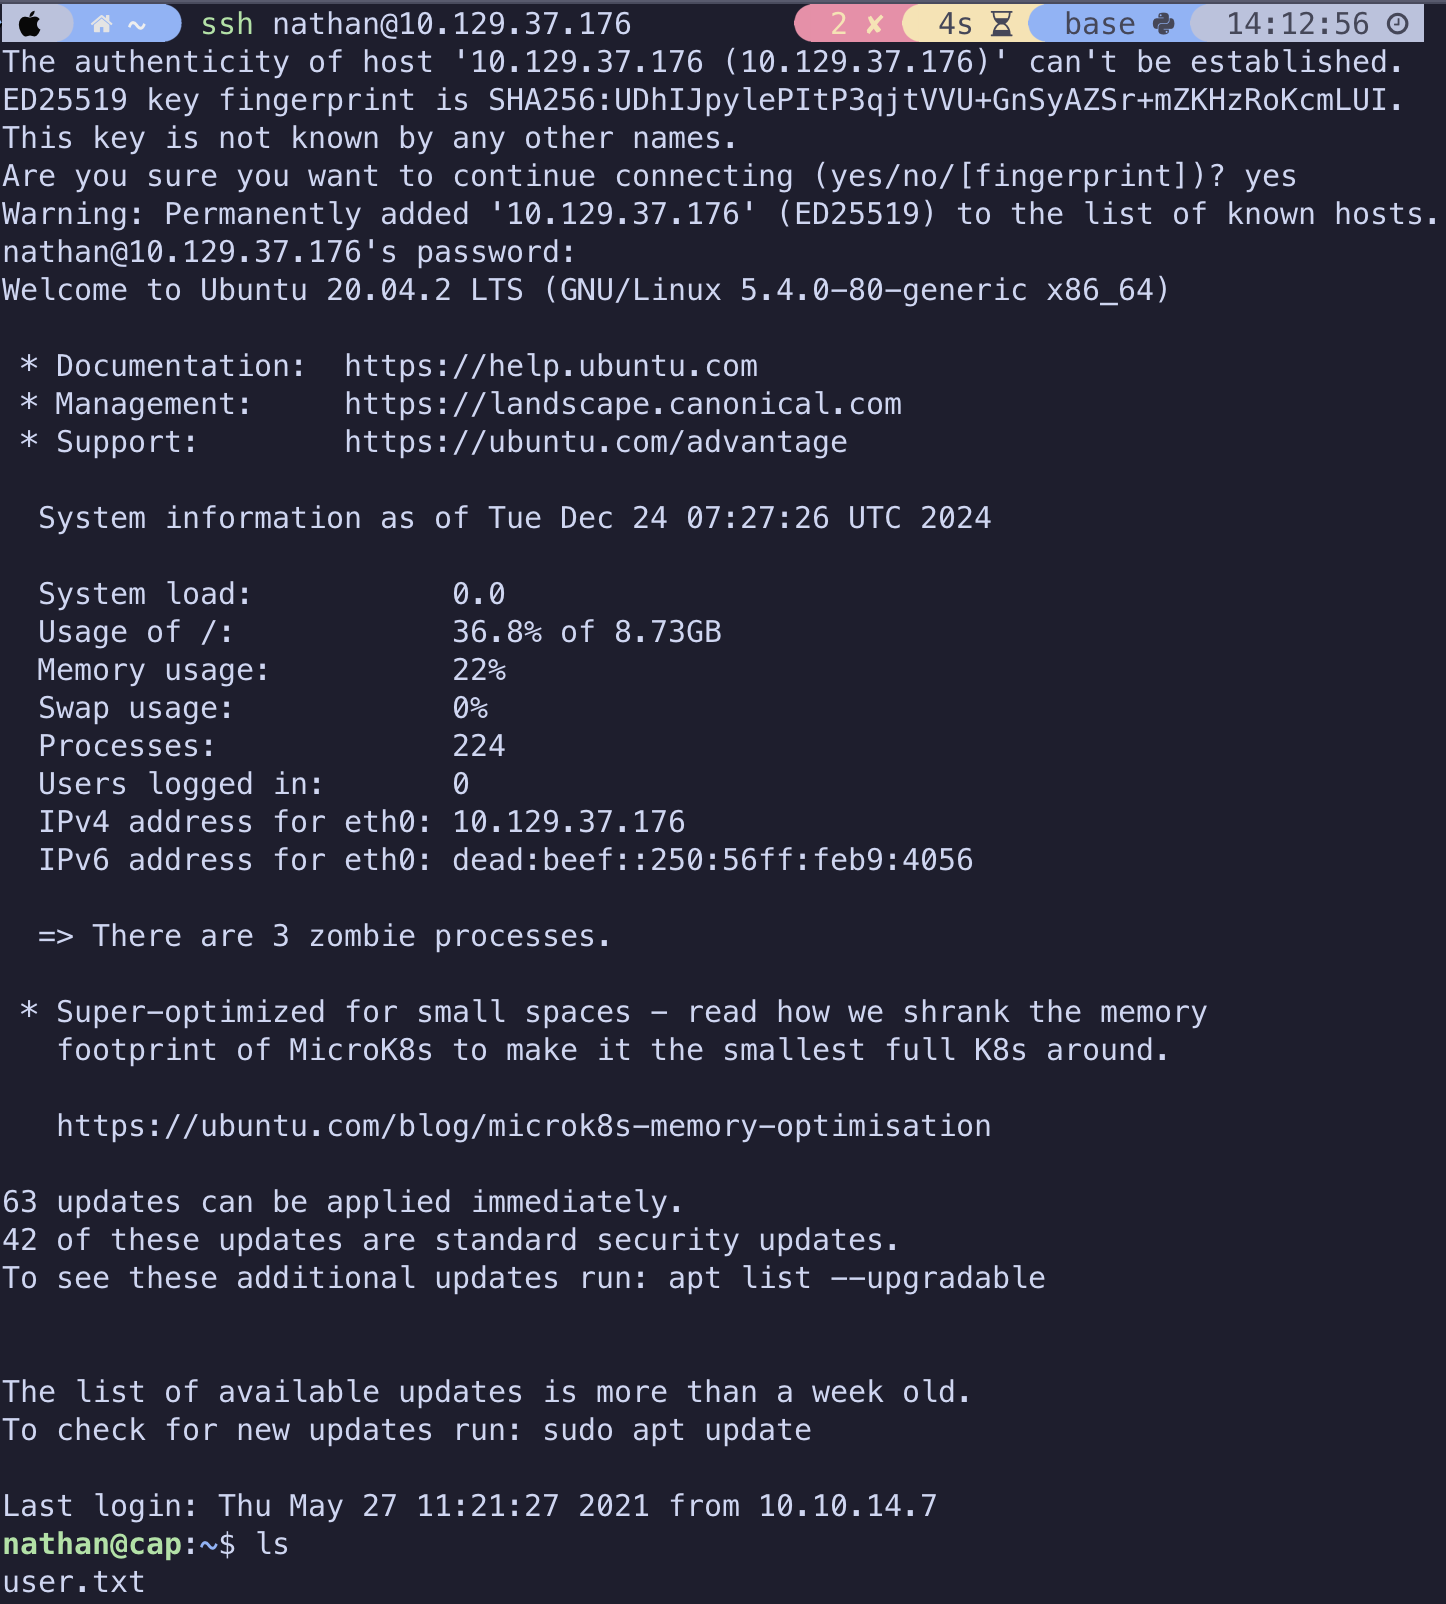 ~ ssh nathan@10.129.37.176 2 ✘ 4s base 14:12:56
The authenticity of host '10.129.37.176 (10.129.37.176)' can't be established.
ED25519 key fingerprint is SHA256:UDhIJpylePItP3qjtVVU+GnSyAZSr+mZKHzRoKcmLUI.
This key is not known by any other names.
Are you sure you want to continue connecting (yes/no/[fingerprint])? yes
Warning: Permanently added '10.129.37.176' (ED25519) to the list of known hosts.
nathan@10.129.37.176's password:
Welcome to Ubuntu 20.04.2 LTS (GNU/Linux 5.4.0-80-generic x86_64)
* Documentation: https://help.ubuntu.com
* Management: https://landscape.canonical.com
* Support: https://ubuntu.com/advantage
System information as of Tue Dec 24 07:27:26 UTC 2024
System load: 0.0
Usage of /: 36.8% of 8.73GB
Memory usage: 22%
Swap usage: 0%
Processes: 224
Users logged in: 0
IPv4 address for eth0: 10.129.37.176
IPv6 address for eth0: dead:beef::250:56ff:feb9:4056
=> There are 3 zombie processes.
* Super-optimized for small spaces - read how we shrank the memory
footprint of MicroK8s to make it the smallest full K8s around.
https://ubuntu.com/blog/microk8s-memory-optimisation
63 updates can be applied immediately.
42 of these updates are standard security updates.
To see these additional updates run: apt list --upgradable
The list of available updates is more than a week old.
To check for new updates run: sudo apt update
Last login: Thu May 27 11:21:27 2021 from 10.10.14.7
nathan@cap:~$ ls
user.txt